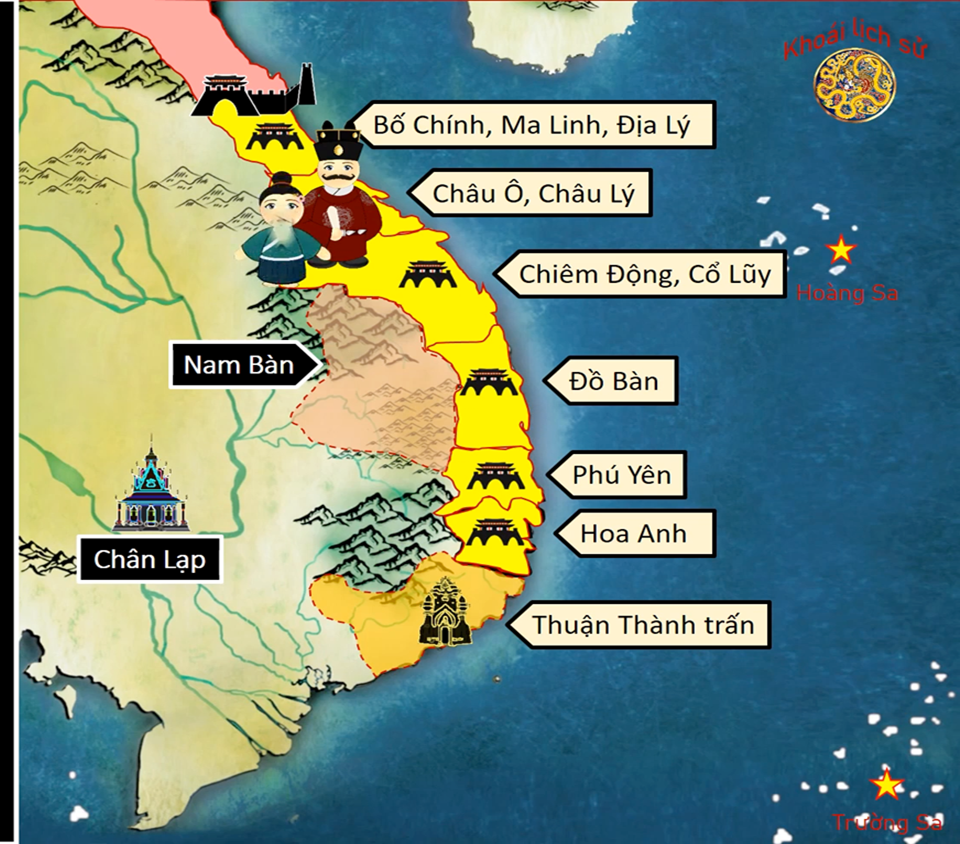 Khoái lịch sử
Bố Chính, Ma Linh, Địa Lý
Châu Ô, Châu Lý
Chiêm Động, Cổ Lũy
Hoàng Sa
Nam Bàn
Đồ Bàn
Phú Yên
Hoa Anh
Chân Lạp
Thuận Thành trấn
Trường Sa